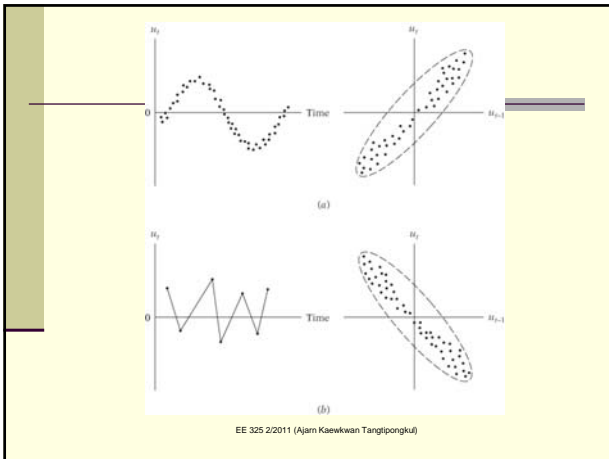 u_t
u_t
0
Time
u_{t-1}
(a)
u_t
u_t
0
Time
u_{t-1}
(b)
EE 325 2/2011 (Ajarn Kaewkwan Tangtipongkul)